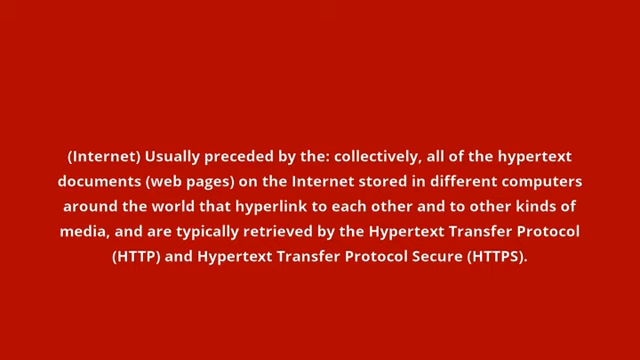 (Internet) Usually preceded by the: collectively, all of the hypertext
documents (web pages) on the Internet stored in different computers
around the world that hyperlink to each other and to other kinds of
media, and are typically retrieved by the Hypertext Transfer Protocol
(HTTP) and Hypertext Transfer Protocol Secure (HTTPS).